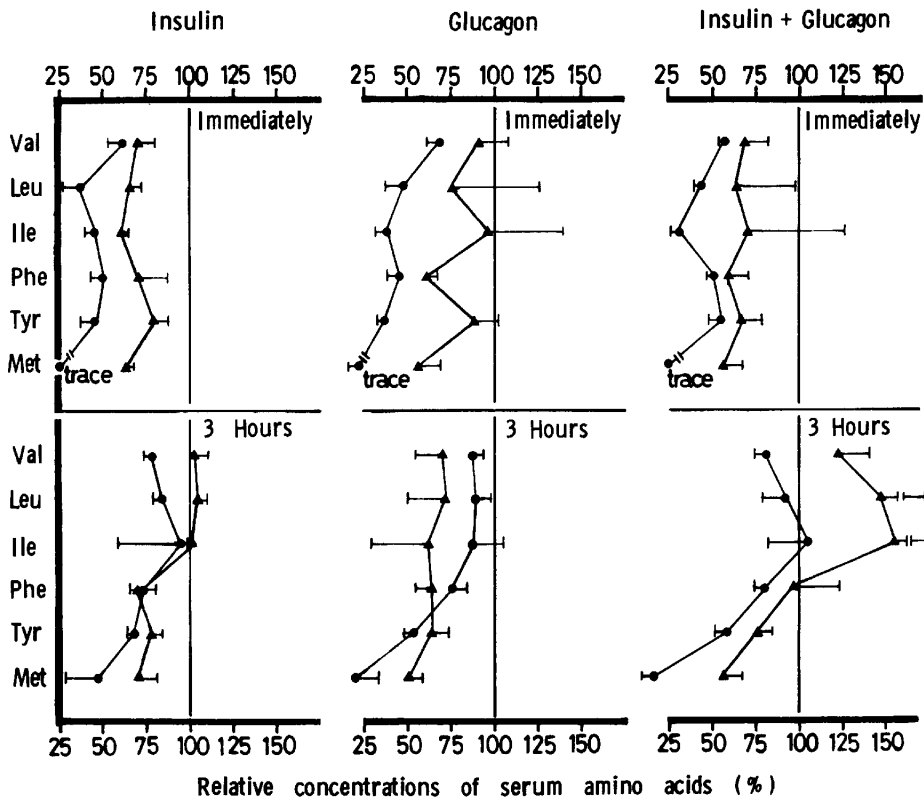 Insulin Glucagon Insulin + Glucagon
25 50 75 100 125 150 25 50 75 100 125 150 25 50 75 100 125 150
Immediately Immediately Immediately
Val
Leu
Ile
Phe
Tyr
Met
trace trace trace
3 Hours 3 Hours 3 Hours
Val
Leu
Ile
Phe
Tyr
Met
25 50 75 100 125 150 25 50 75 100 125 150 25 50 75 100 125 150
Relative concentrations of serum amino acids (%)